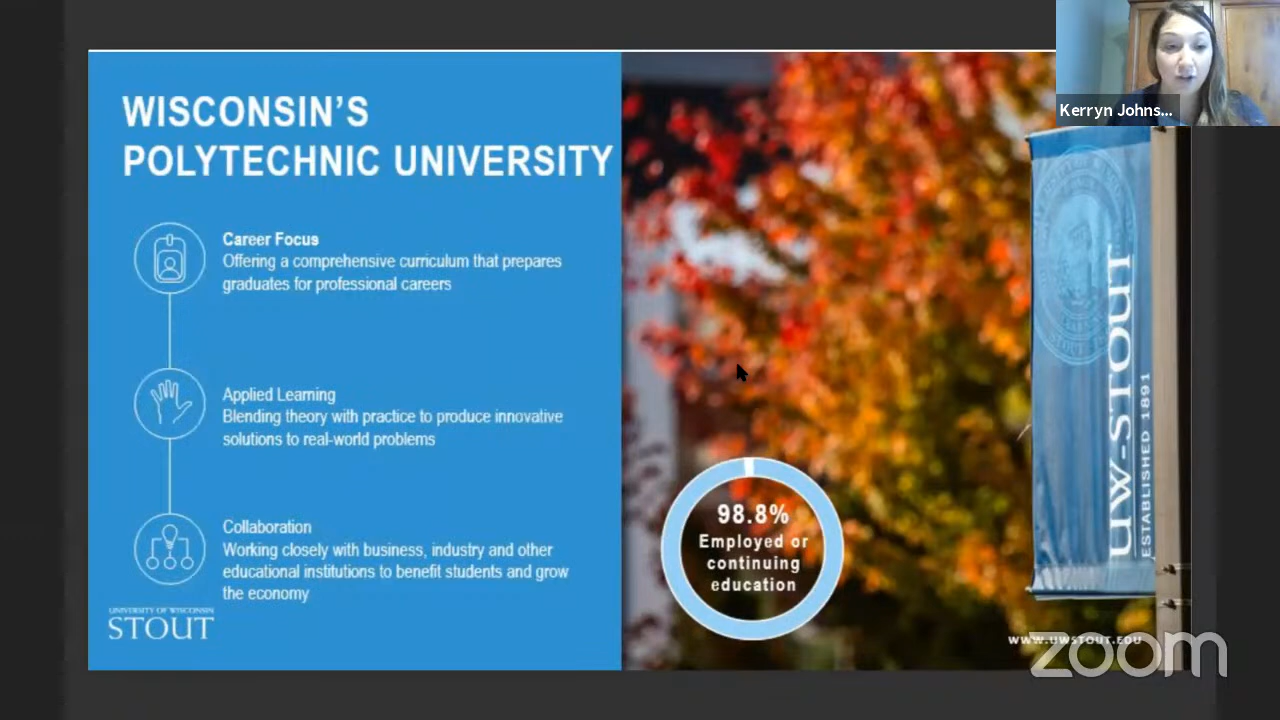 Kerryn Johns...
WISCONSIN'S
POLYTECHNIC UNIVERSITY
Career Focus
Offering a comprehensive curriculum that prepares
graduates for professional careers
Applied Learning
Blending theory with practice to produce innovative
solutions to real-world problems
Collaboration
Working closely with business, industry and other
educational institutions to benefit students and grow
the economy
UNIVERSITY OF WISCONSIN
STOUT
98.8%
Employed or
continuing
education
UW-STOUT
ESTABLISHED 1891
WWW.UWSTOUT.EDU
zoom